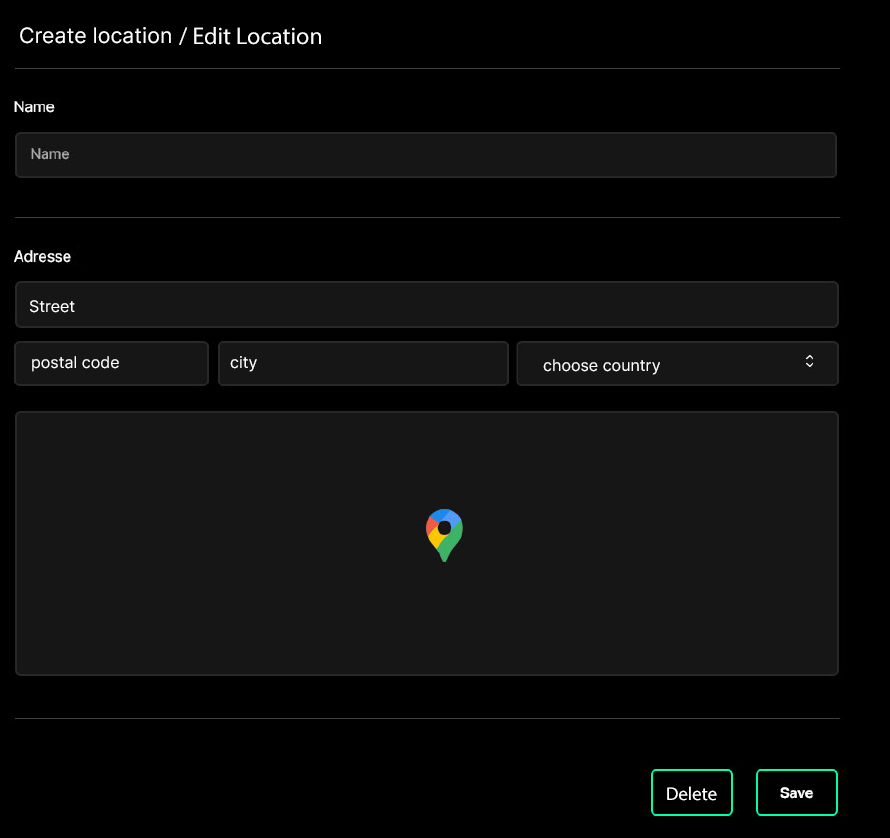 Create location / Edit Location
Name
Name
Adresse
Street
postal code
city
choose country
Delete
Save